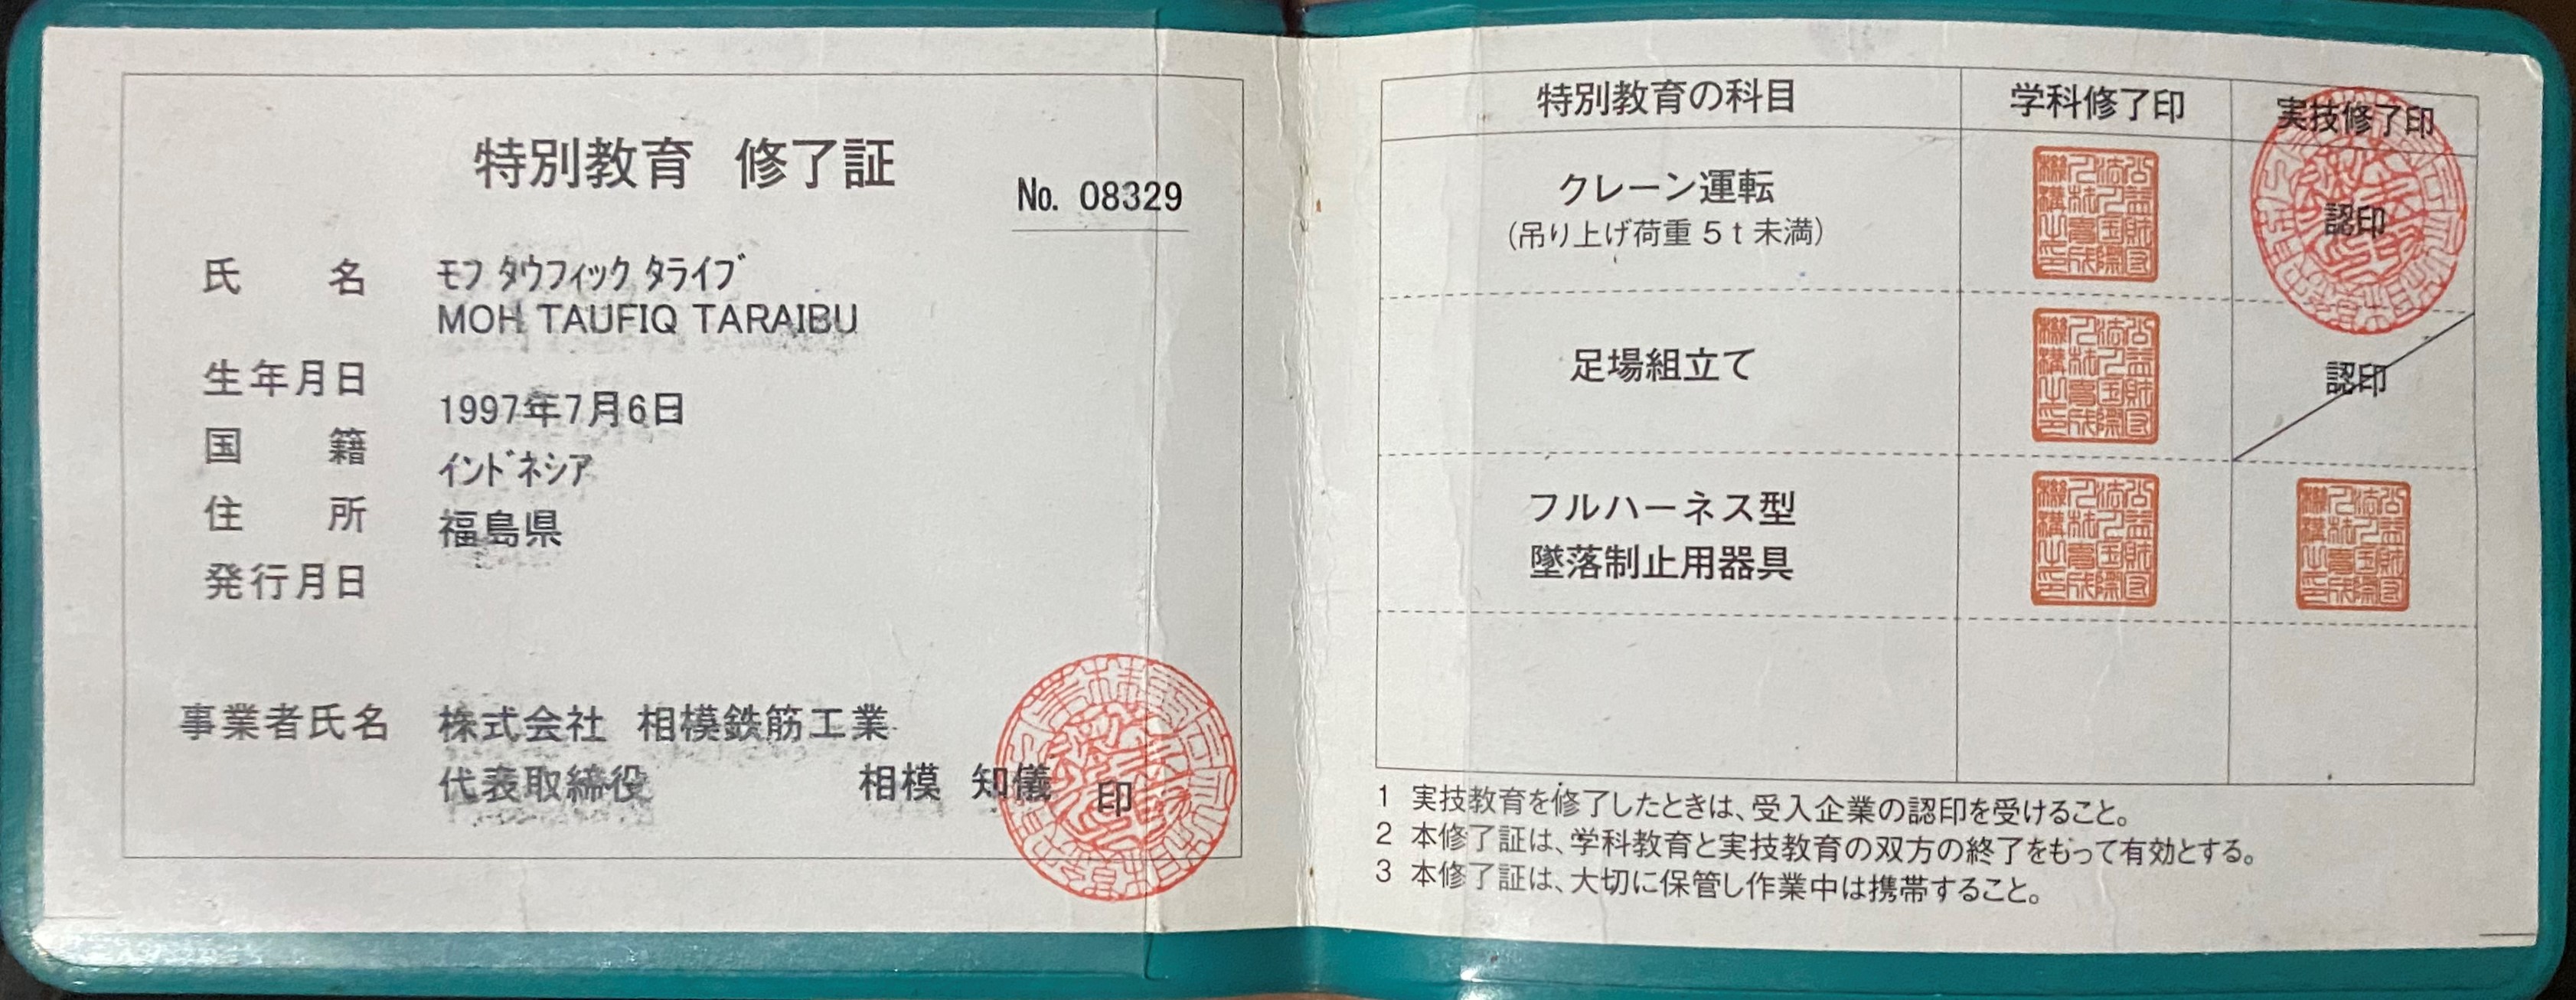 特別教育 修了証
No. 08329
氏 名 ﾓﾌ ﾀｳﾌｨｯｸ ﾀﾗｲﾌﾞ
MOH TAUFIQ TARAIBU
生年月日 1997年7月6日
国 籍 ｲﾝﾄﾞﾈｼｱ
住 所 福島県
発行月日
事業者氏名 株式会社 相模鉄筋工業
代表取締役 相模 知儀 印
特別教育の科目 学科修了印 実技修了印
クレーン運転
(吊り上げ荷重 5t未満)
認印
足場組立て
認印
フルハーネス型
墜落制止用器具
1 実技教育を修了したときは、受入企業の認印を受けること。
2 本修了証は、学科教育と実技教育の双方の終了をもって有効とする。
3 本修了証は、大切に保管し作業中は携帯すること。